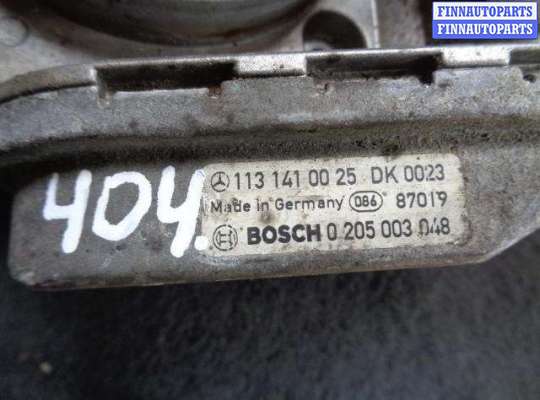 FINNAUTOPARTS
FINNAUTOPARTS
404.
113 141 00 25 DK 0023
Made in Germany 086 87019
BOSCH 0 205 003 048